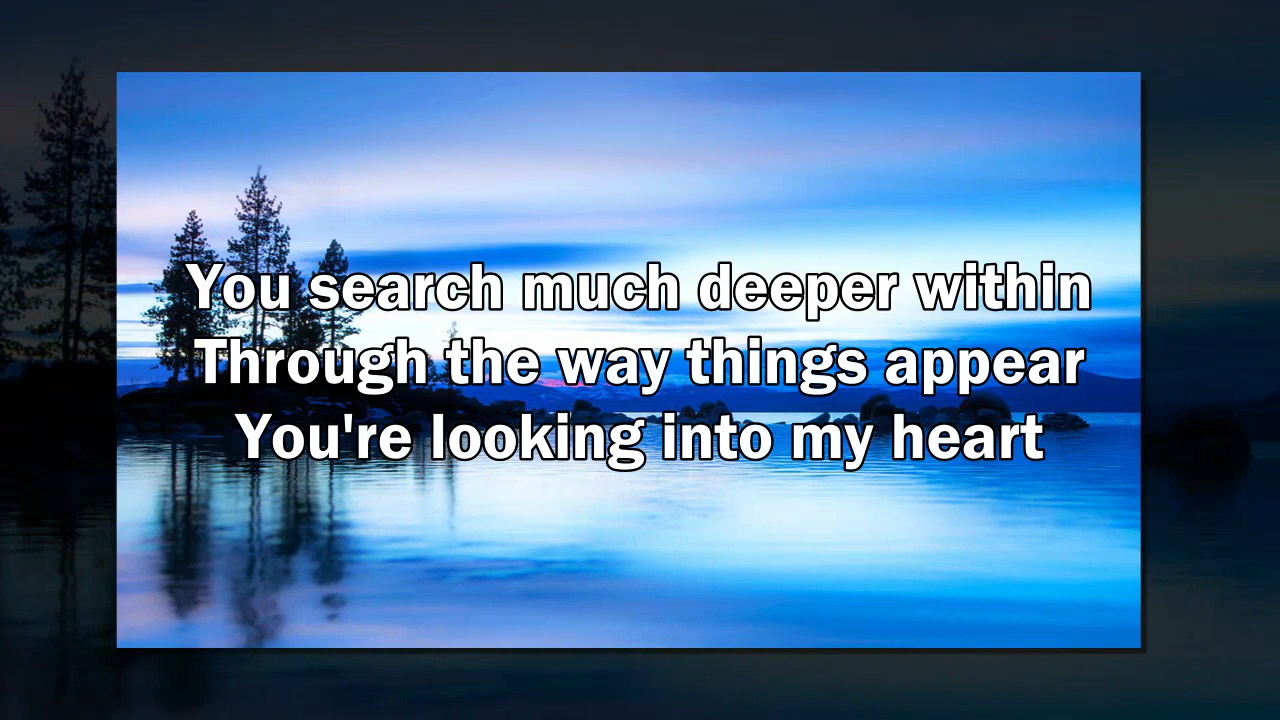 You search much deeper within
Through the way things appear
You're looking into my heart